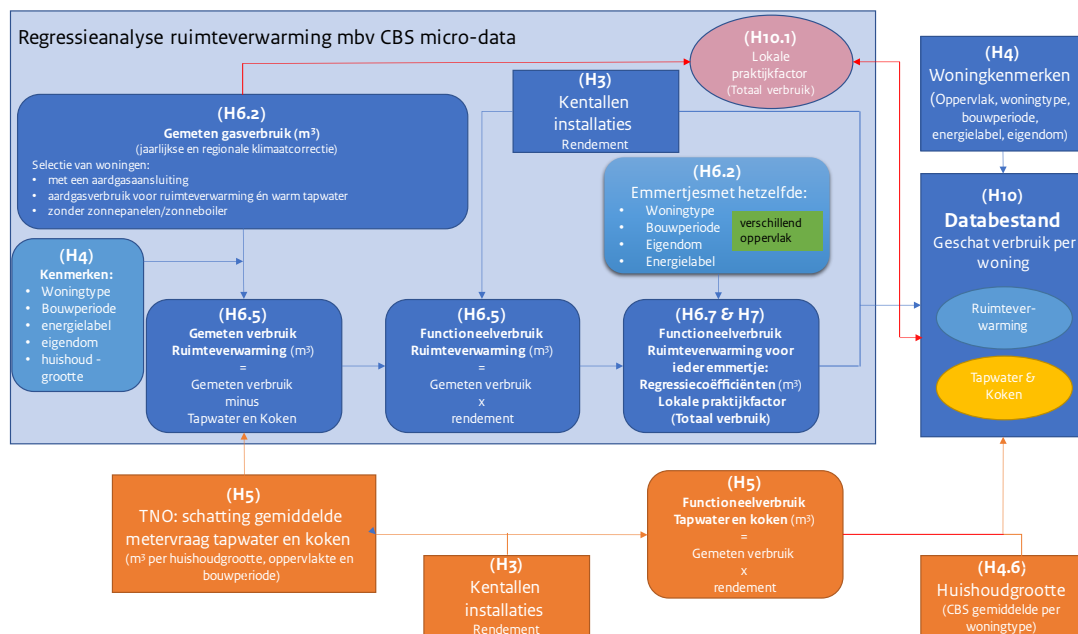 Regressieanalyse ruimteverwarming mbv CBS micro-data
(H10.1)
Lokale
praktijkfactor
(Totaal verbruik)
(H3)
Kentallen
installaties
Rendement
(H4)
Woningkenmerken
(Oppervlak, woningtype,
bouwperiode,
energielabel, eigendom)
(H6.2)
Gemeten gasverbruik (m³)
(jaarlijkse en regionale klimaatcorrectie)
Selectie van woningen:
• met een aardgasaansluiting
• aardgasverbruik voor ruimteverwarming én warm tapwater
• zonder zonnepanelen/zonneboiler
(H6.2)
Emmertjesmet hetzelfde:
• Woningtype
• Bouwperiode
• Eigendom
• Energielabel
verschillend
oppervlak
(H10)
Databestand
Geschat verbruik per
woning
Ruimtever-
warming
Tapwater &
Koken
(H4)
Kenmerken:
• Woningtype
• Bouwperiode
• energielabel
• eigendom
• huishoud -
grootte
(H6.5)
Gemeten verbruik
Ruimteverwarming (m³)
=
Gemeten verbruik
minus
Tapwater en Koken
(H6.5)
Functioneelverbruik
Ruimteverwarming (m³)
=
Gemeten verbruik
x
rendement
(H6.7 & H7)
Functioneelverbruik
Ruimteverwarming voor
ieder emmertje:
Regressiecoëfficiënten (m³)
Lokale praktijkfactor
(Totaal verbruik)
(H5)
TNO: schatting gemiddelde
metervraag tapwater en koken
(m³ per huishoudgrootte, oppervlakte en
bouwperiode)
(H3)
Kentallen
installaties
Rendement
(H5)
Functioneelverbruik
Tapwater en koken (m³)
=
Gemeten verbruik
x
rendement
(H4.6)
Huishoudgrootte
(CBS gemiddelde per
woningtype)